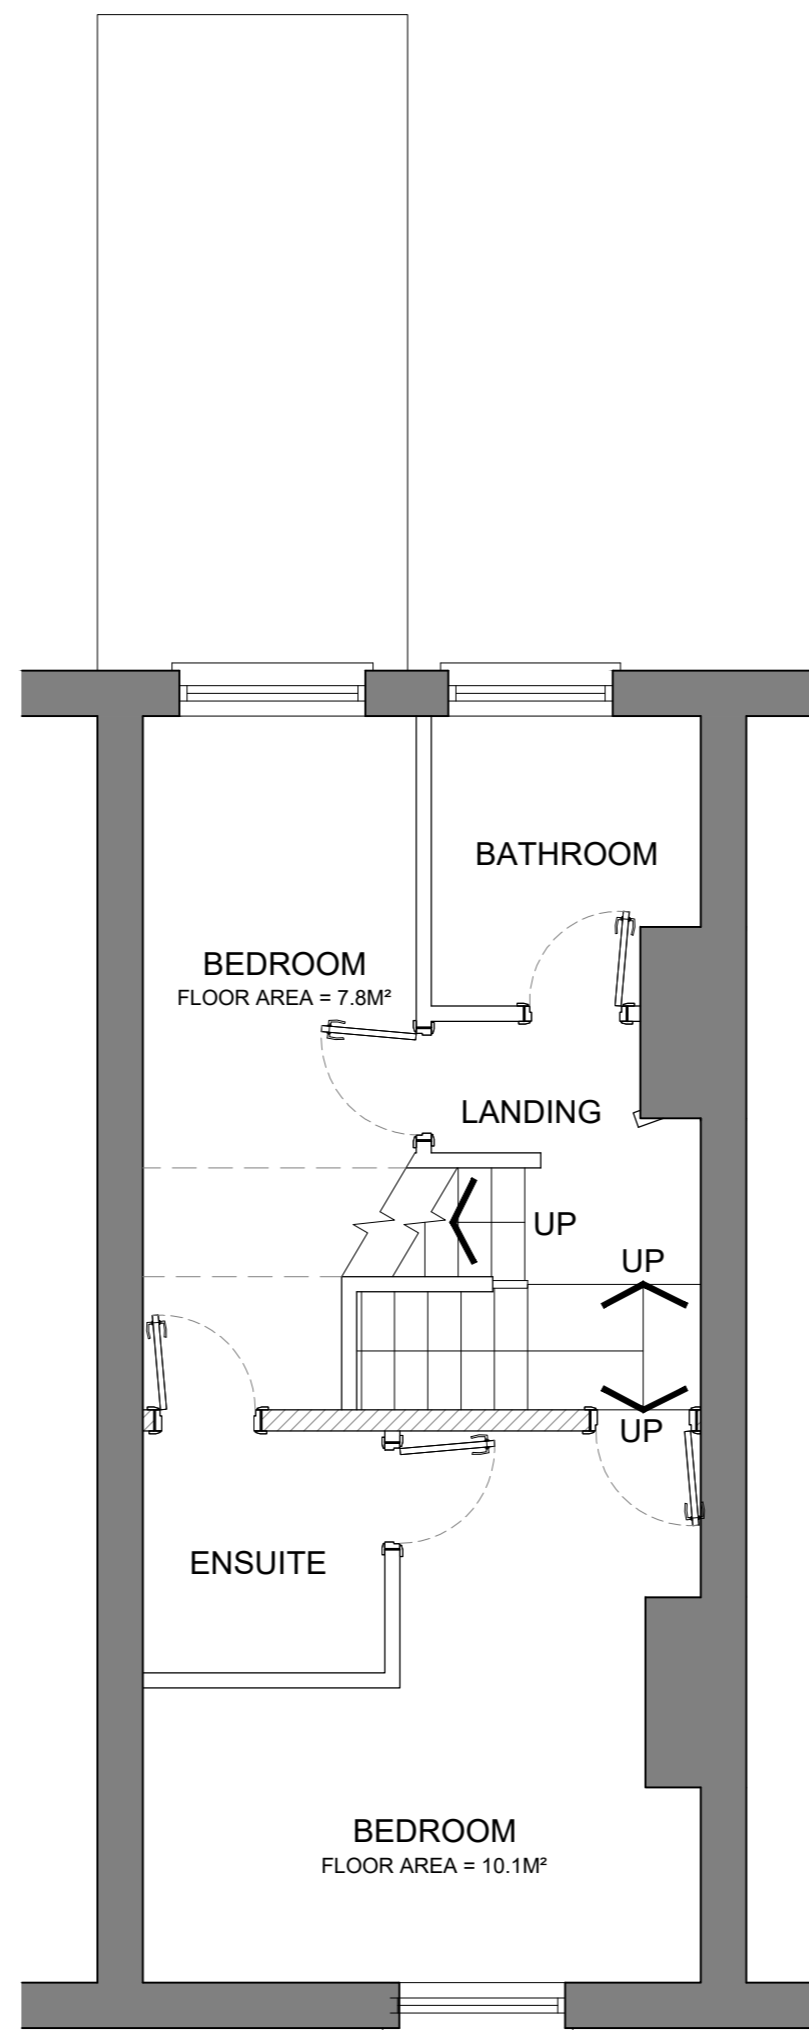 BATHROOM
BEDROOM
FLOOR AREA = 7.8M²
LANDING
UP
UP
UP
ENSUITE
BEDROOM
FLOOR AREA = 10.1M²